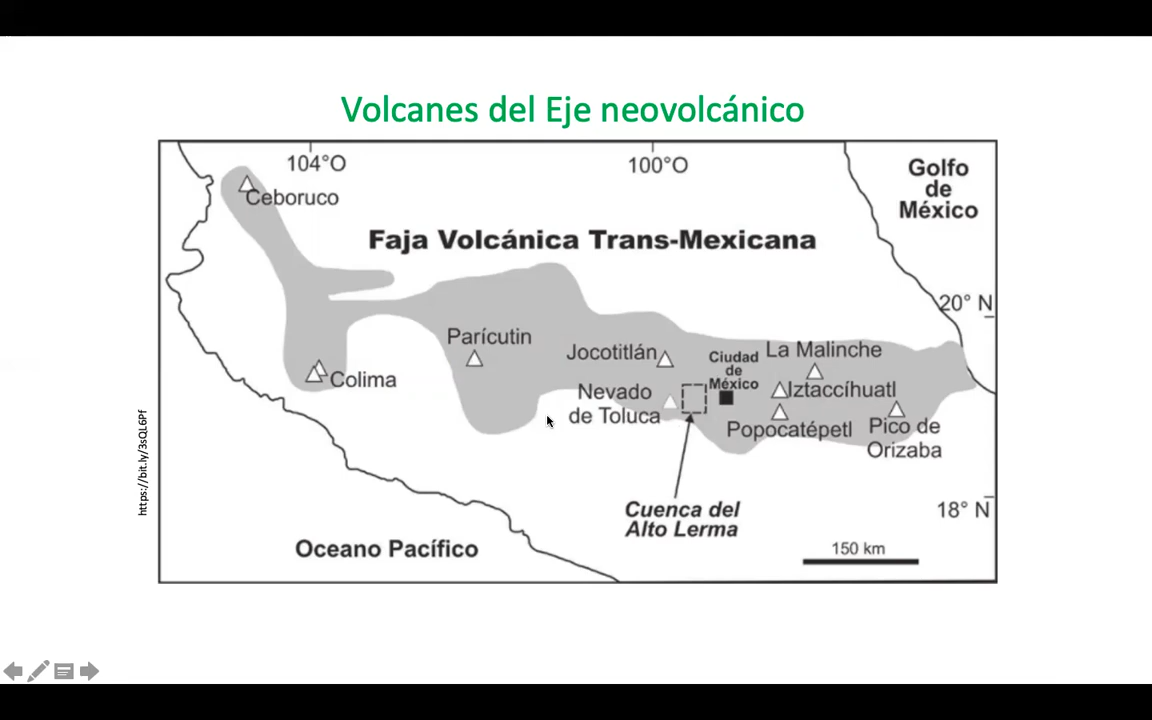 Volcanes del Eje neovolcánico
104°O
100°O
Golfo
de
México
Ceboruco
Faja Volcánica Trans-Mexicana
20° N
Parícutin
Jocotitlán
Ciudad
de
México
La Malinche
Colima
Nevado
de Toluca
Iztaccíhuatl
Popocatépetl
Pico de
Orizaba
https://bit.ly/3sQL6Pf
Cuenca del
Alto Lerma
18° N
Oceano Pacífico
150 km